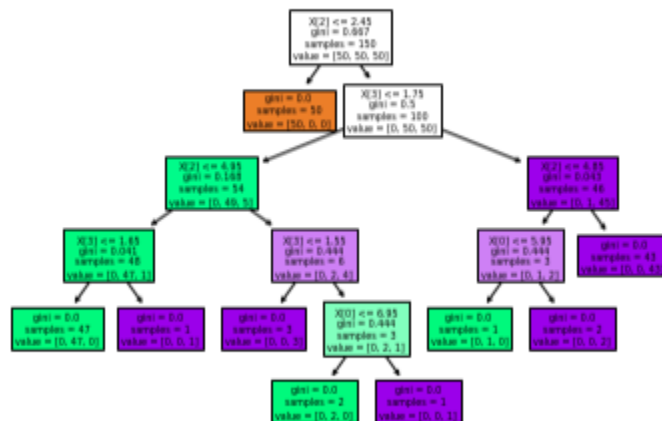 X[2] <= 2.45
gini = 0.667
samples = 150
value = [50, 50, 50]
gini = 0.0
samples = 50
value = [50, 0, 0]
X[3] <= 1.75
gini = 0.5
samples = 100
value = [0, 50, 50]
X[2] <= 4.95
gini = 0.168
samples = 54
value = [0, 49, 5]
X[2] <= 4.85
gini = 0.043
samples = 46
value = [0, 1, 45]
X[3] <= 1.65
gini = 0.041
samples = 48
value = [0, 47, 1]
X[3] <= 1.55
gini = 0.444
samples = 6
value = [0, 2, 4]
X[0] <= 5.95
gini = 0.444
samples = 3
value = [0, 1, 2]
gini = 0.0
samples = 43
value = [0, 0, 43]
gini = 0.0
samples = 47
value = [0, 47, 0]
gini = 0.0
samples = 1
value = [0, 0, 1]
gini = 0.0
samples = 3
value = [0, 0, 3]
X[0] <= 6.95
gini = 0.444
samples = 3
value = [0, 2, 1]
gini = 0.0
samples = 1
value = [0, 1, 0]
gini = 0.0
samples = 2
value = [0, 0, 2]
gini = 0.0
samples = 2
value = [0, 2, 0]
gini = 0.0
samples = 1
value = [0, 0, 1]